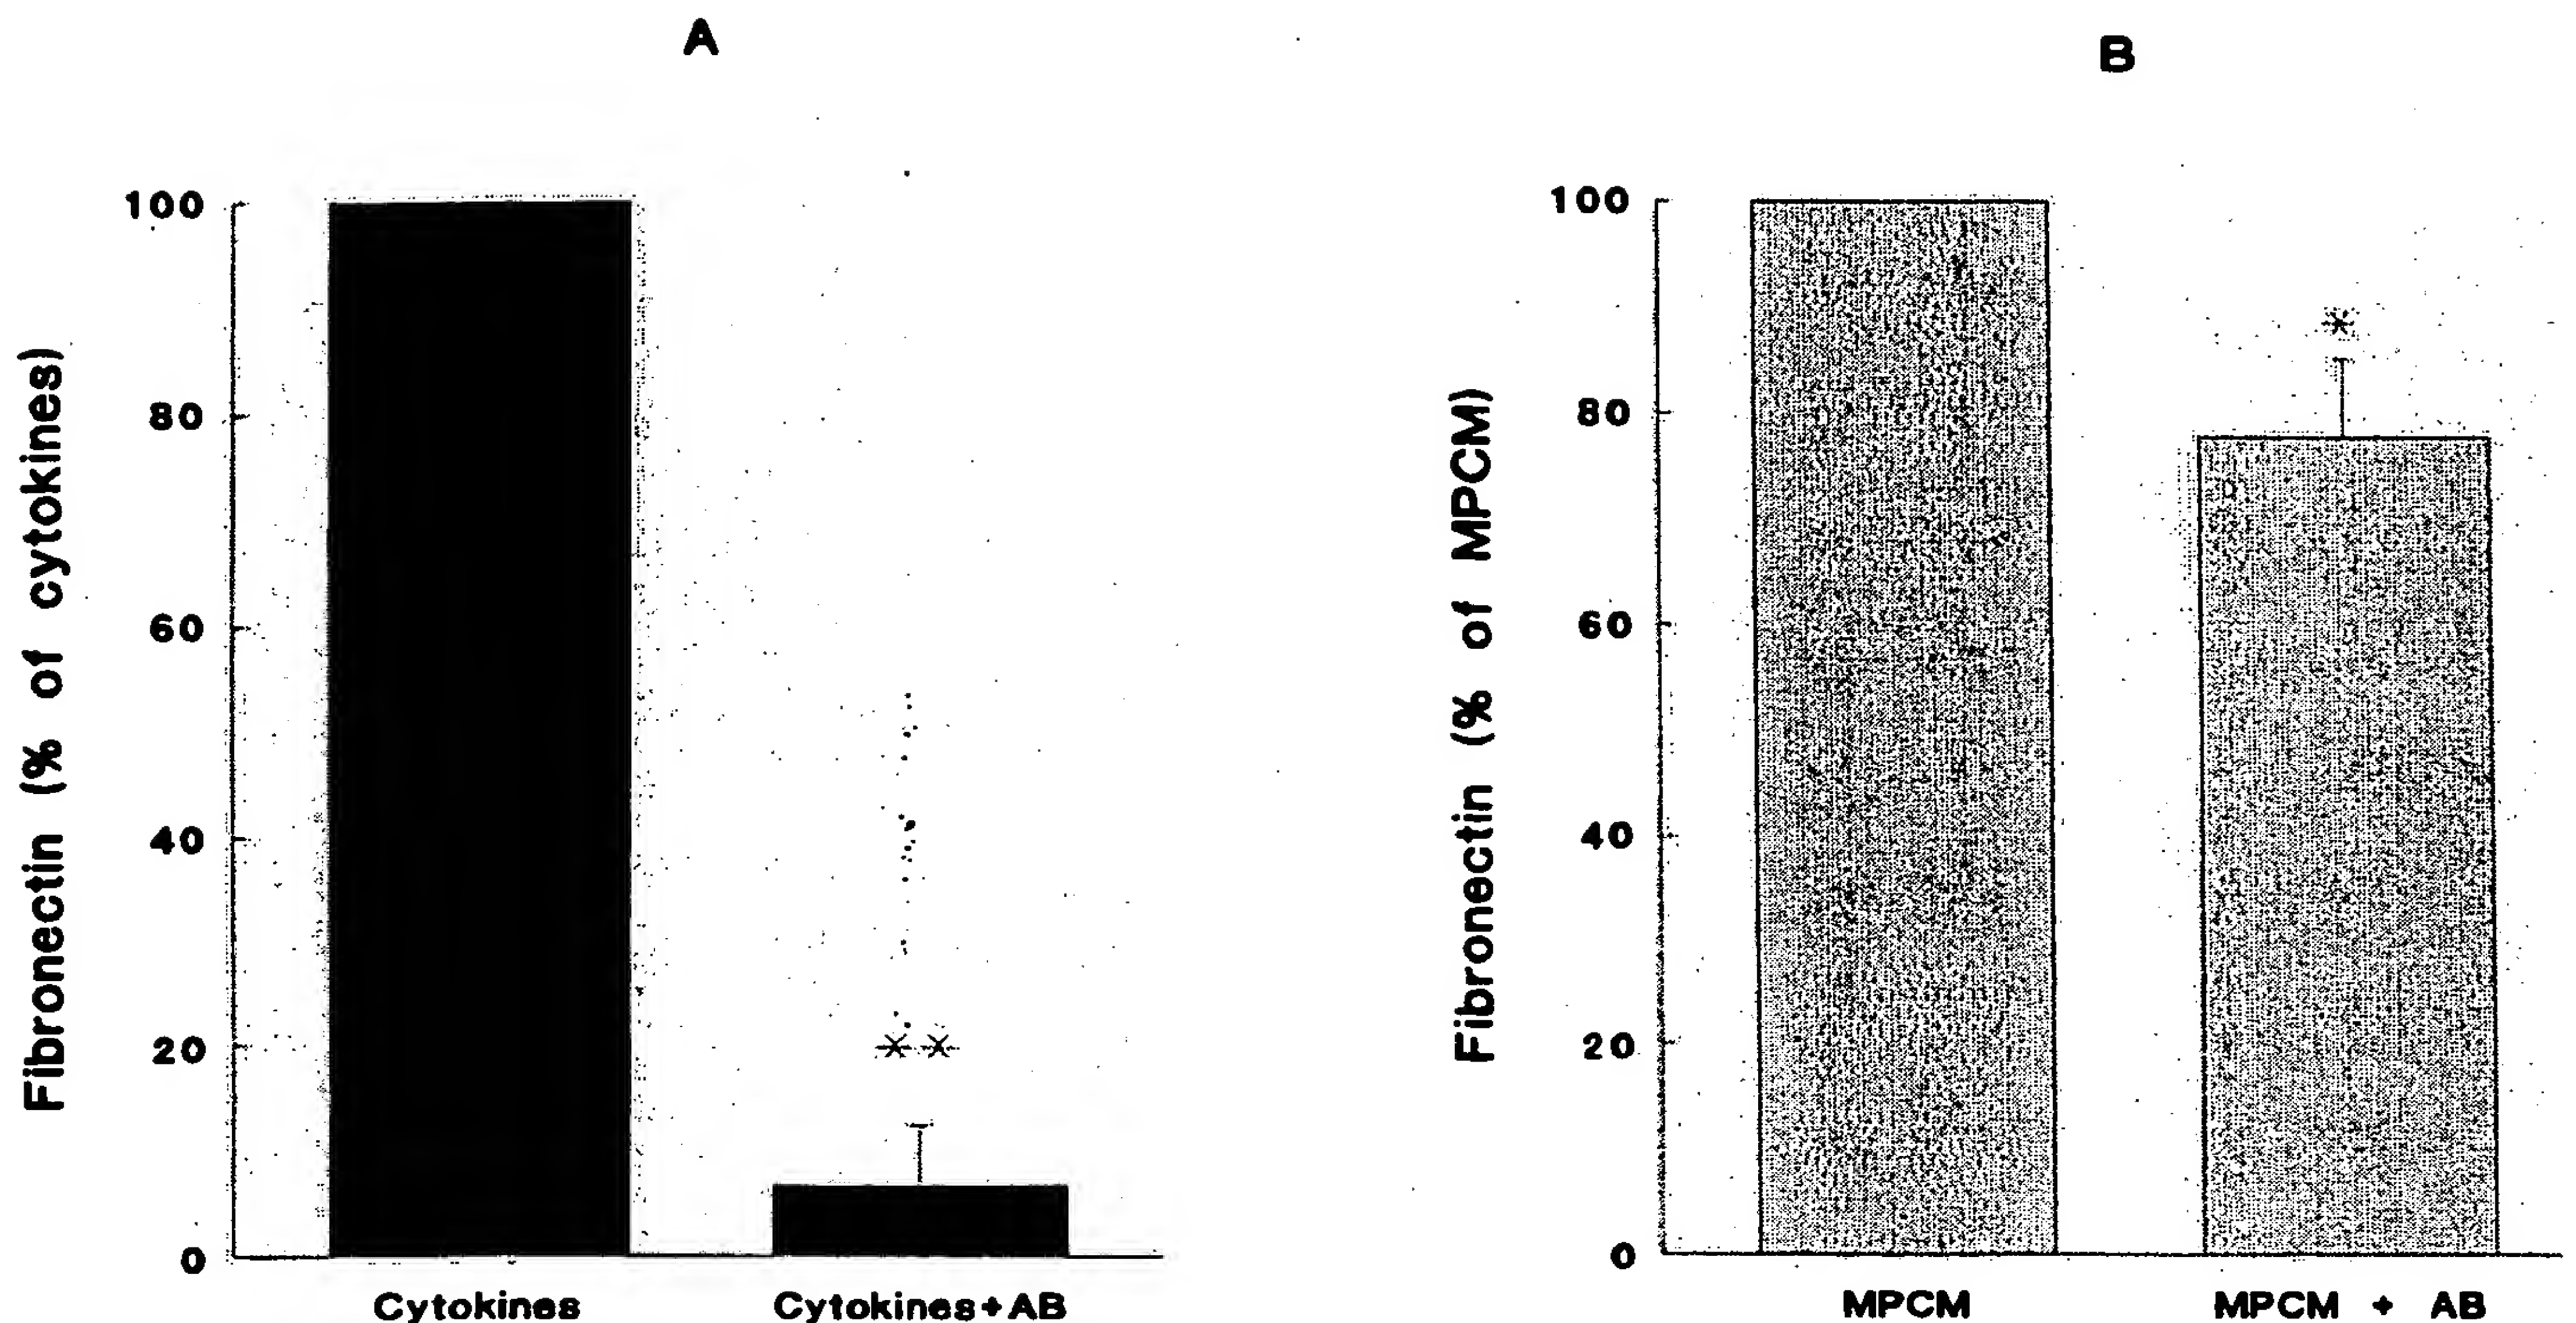 A
Fibronectin (% of cytokines)
100
80
60
40
20
0
**
Cytokines
Cytokines+AB
B
Fibronectin (% of MPCM)
100
80
60
40
20
0
*
MPCM
MPCM + AB